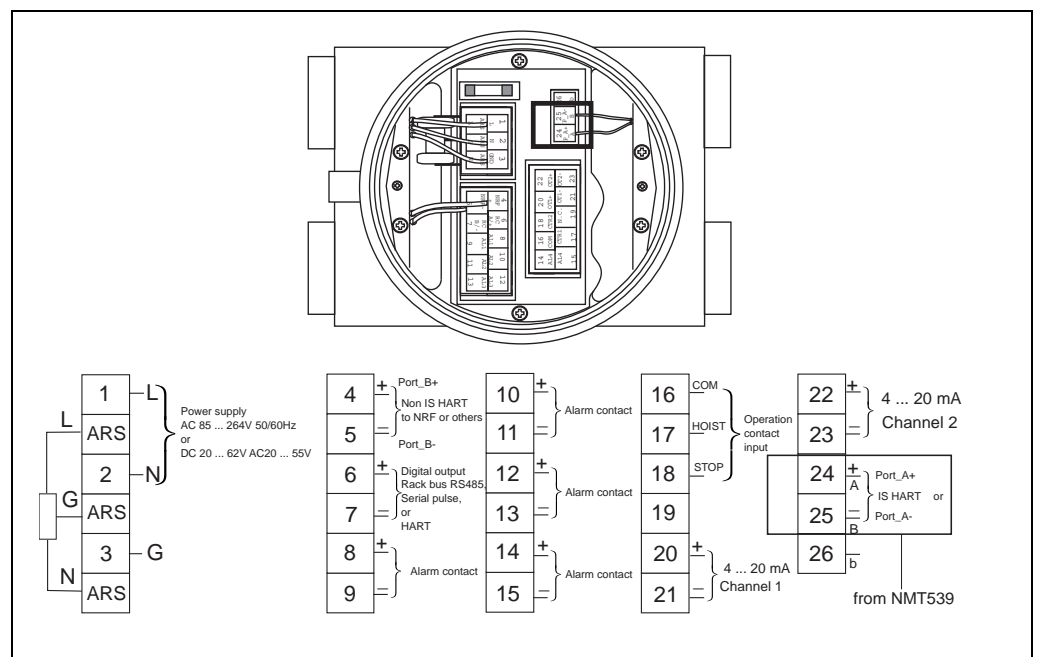 1 L
ARS
2 N
ARS
3 G
ARS
L
G
N
Power supply
AC 85 ... 264V 50/60Hz
or
DC 20 ... 62V AC20 ... 55V
4 + Port_B+
Non IS HART
to NRF or others
5 Port_B-
6 + Digital output
Rack bus RS485,
Serial pulse,
or
HART
7
8 +
Alarm contact
9
10 +
Alarm contact
11
12 +
Alarm contact
13
14 +
Alarm contact
15
16 COM
17 HOIST
18 STOP
Operation
contact
input
19
20 +
4 ... 20 mA
Channel 1
21
22 +
4 ... 20 mA
Channel 2
23
24 + A Port_A+
IS HART or
25 B Port_A-
26 b
from NMT539